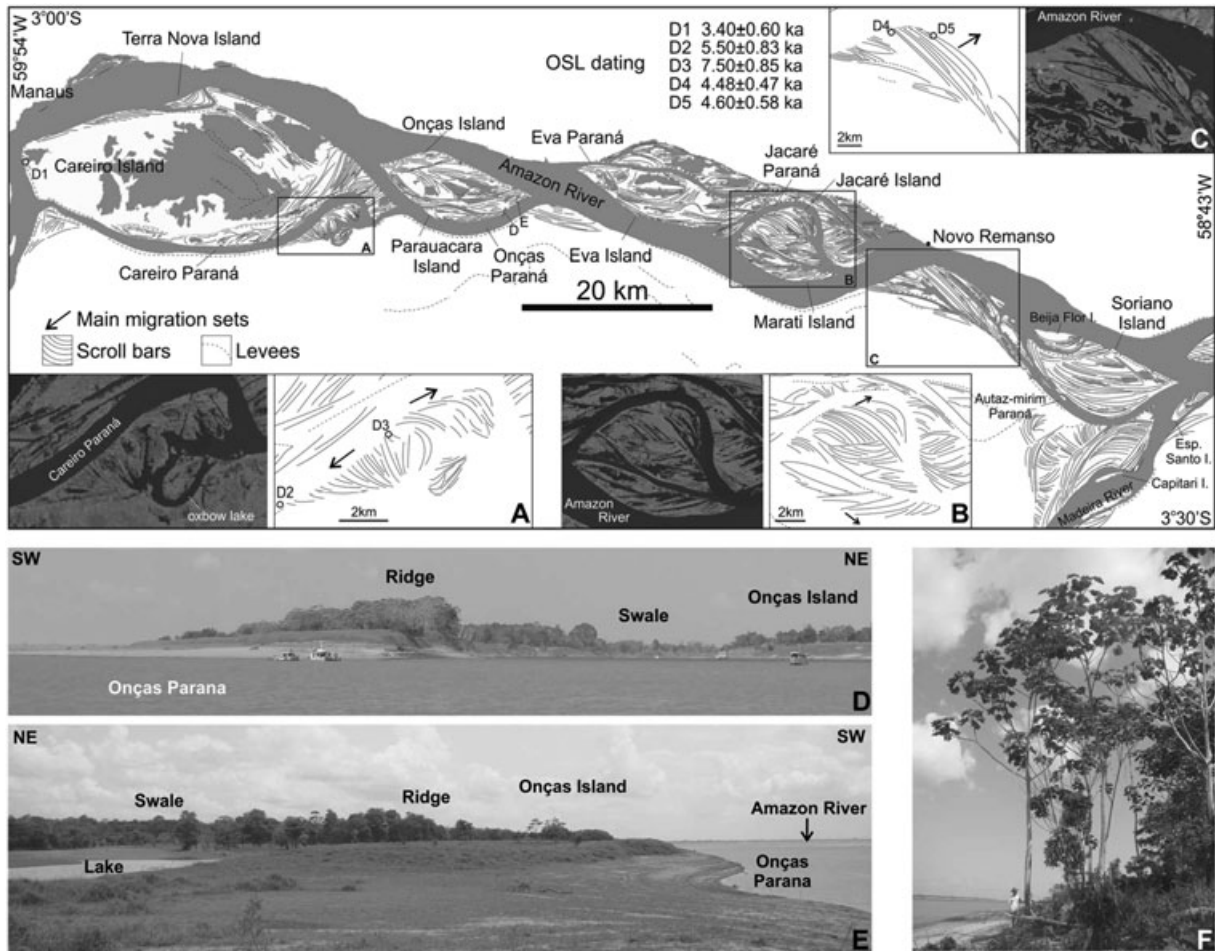 3°00'S
59°54'W
Terra Nova Island
Manaus
D1
Careiro Island
Careiro Paraná
Onças Island
Parauacara
Island
D
E
Onças
Paraná
Amazon River
OSL dating
D1 3.40±0.60 ka
D2 5.50±0.83 ka
D3 7.50±0.85 ka
D4 4.48±0.47 ka
D5 4.60±0.58 ka
Eva Paraná
Eva Island
Jacaré
Paraná
Jacaré Island
Marati Island
A
B
C
20 km
Novo Remanso
58°43'W
Soriano
Island
Beija Flor I.
Autaz-mirim
Paraná
Esp.
Santo I.
Capitari I.
Madeira River
3°30'S
Main migration sets
Scroll bars
Levees
D4
D5
2km
Amazon River
C
Careiro Paraná
oxbow lake
D3
D2
2km
A
Amazon
River
2km
B
SW
NE
Ridge
Swale
Onças Island
Onças Parana
D
NE
SW
Swale
Ridge
Onças Island
Amazon River
Lake
Onças
Parana
E
F